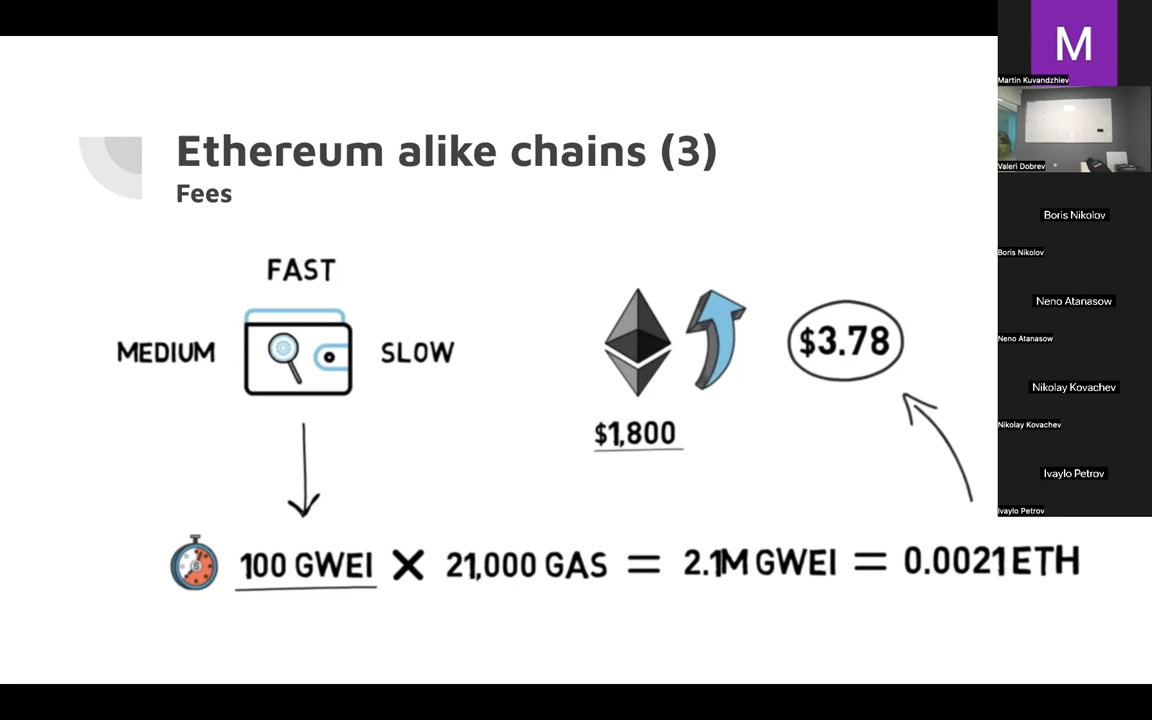 Ethereum alike chains (3)
Fees
FAST
MEDIUM
SLOW
$1,800
$3.78
100 GWEI X 21,000 GAS = 2.1M GWEI = 0.0021 ETH
M
Martin Kuvandzhiev
Valeri Dobrev
Boris Nikolov
Boris Nikolov
Neno Atanasow
Neno Atanasow
Nikolay Kovachev
Nikolay Kovachev
Ivaylo Petrov
Ivaylo Petrov